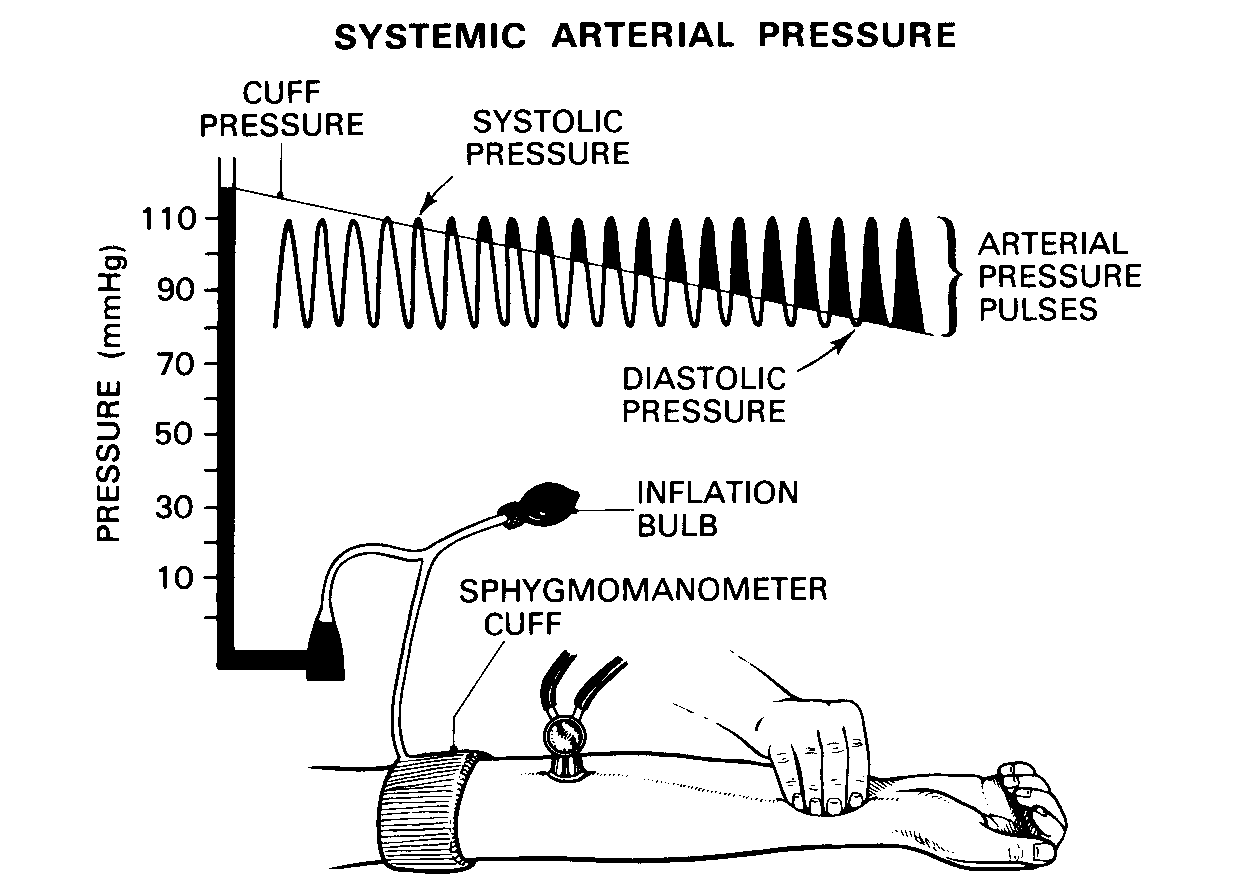 SYSTEMIC ARTERIAL PRESSURE
CUFF
PRESSURE
SYSTOLIC
PRESSURE
110
90
70
50
30
10
PRESSURE (mmHg)
ARTERIAL
PRESSURE
PULSES
DIASTOLIC
PRESSURE
INFLATION
BULB
SPHYGMOMANOMETER
CUFF